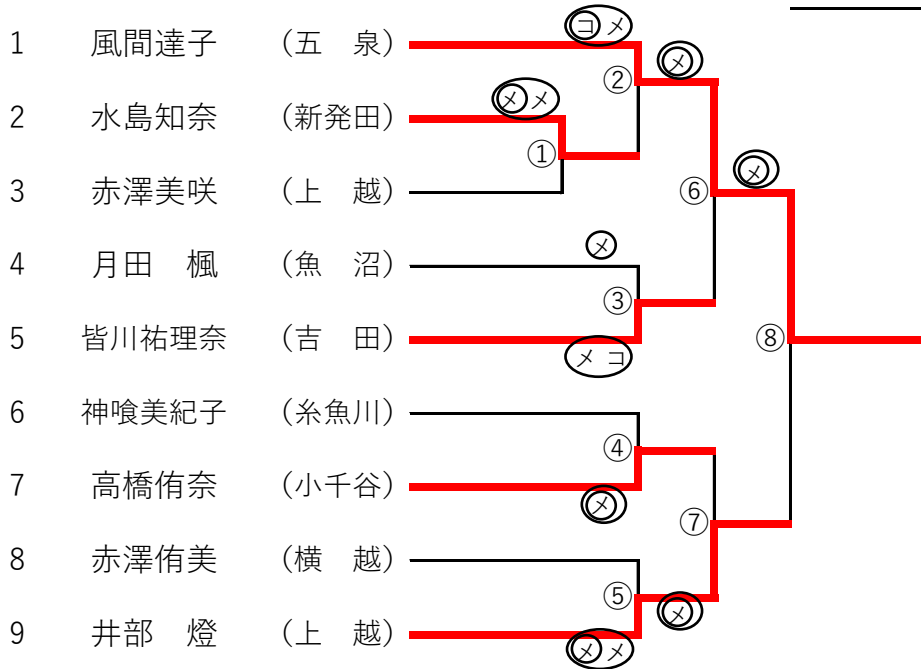 コメ
1 風間達子 (五 泉)
メ
②
メメ
2 水島知奈 (新発田)
①
メ
3 赤澤美咲 (上 越)
⑥
メ
4 月田 楓 (魚 沼)
③
5 皆川祐理奈 (吉 田)
⑧
メコ
6 神喰美紀子 (糸魚川)
④
7 高橋侑奈 (小千谷)
メ
⑦
8 赤澤侑美 (横 越)
⑤
メ
9 井部 燈 (上 越)
メメ